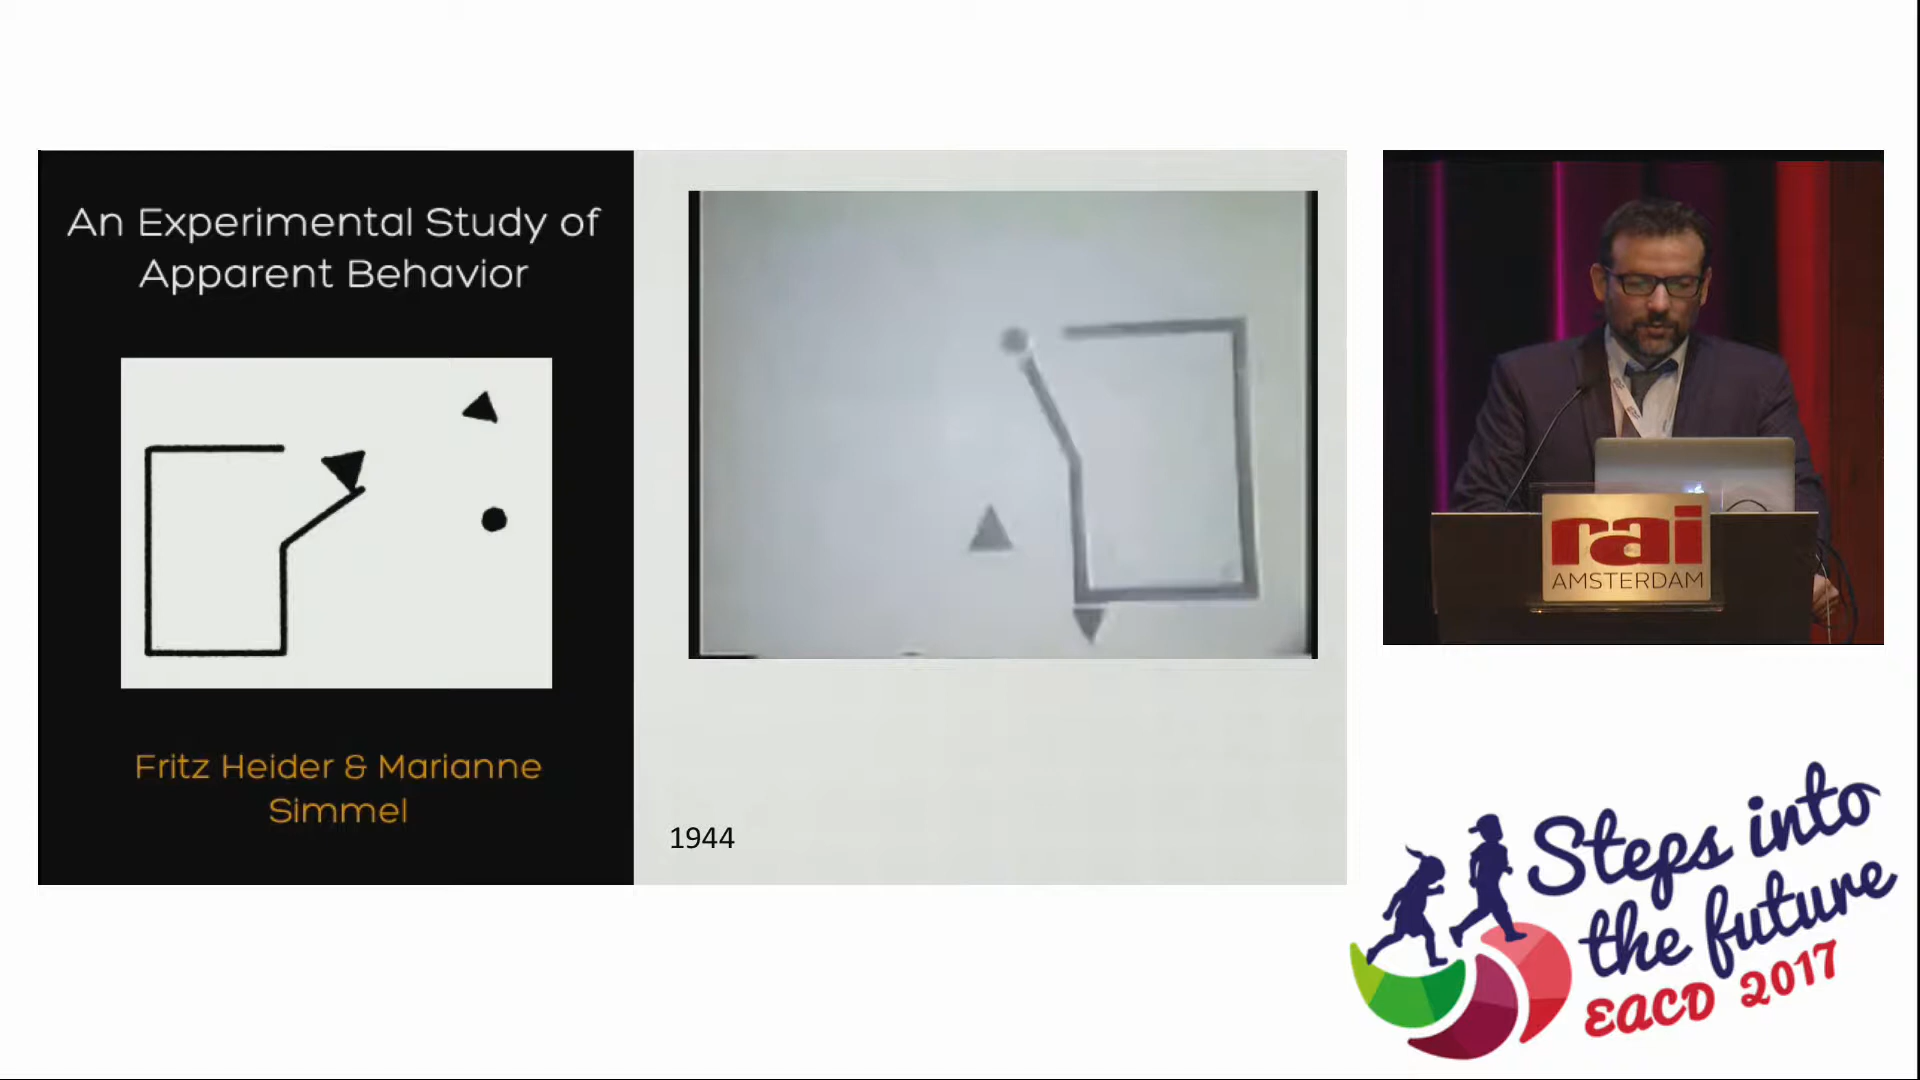 An Experimental Study of
Apparent Behavior
Fritz Heider & Marianne
Simmel
1944
rai
AMSTERDAM
Steps into
the future
EACD 2017